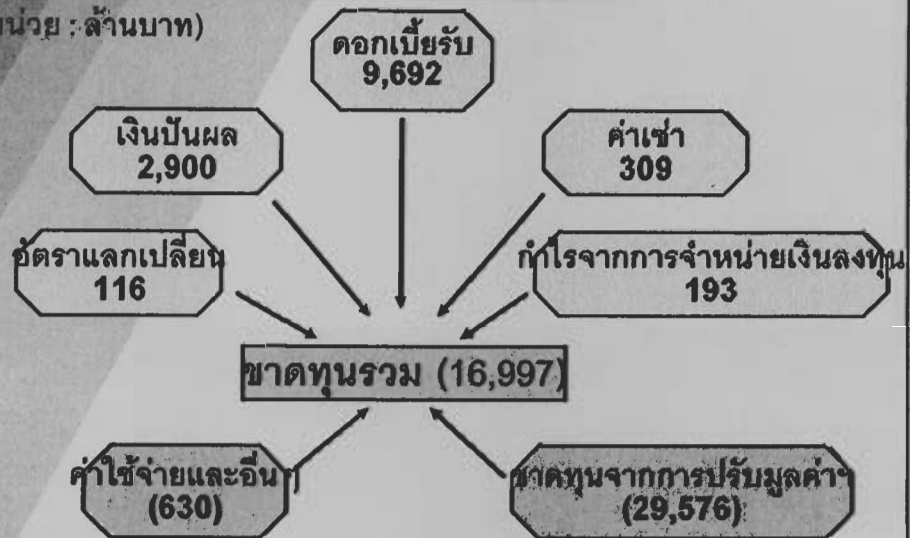 น่วย : ล้านบาท)
ดอกเบี้ยรับ
9,692
เงินปันผล
2,900
ค่าเช่า
309
อัตราแลกเปลี่ยน
116
กำไรจากการจำหน่ายเงินลงทุน
193
ขาดทุนรวม (16,997)
ค่าใช้จ่ายและอื่น ๆ
(630)
ขาดทุนจากการปรับมูลค่าฯ
(29,576)